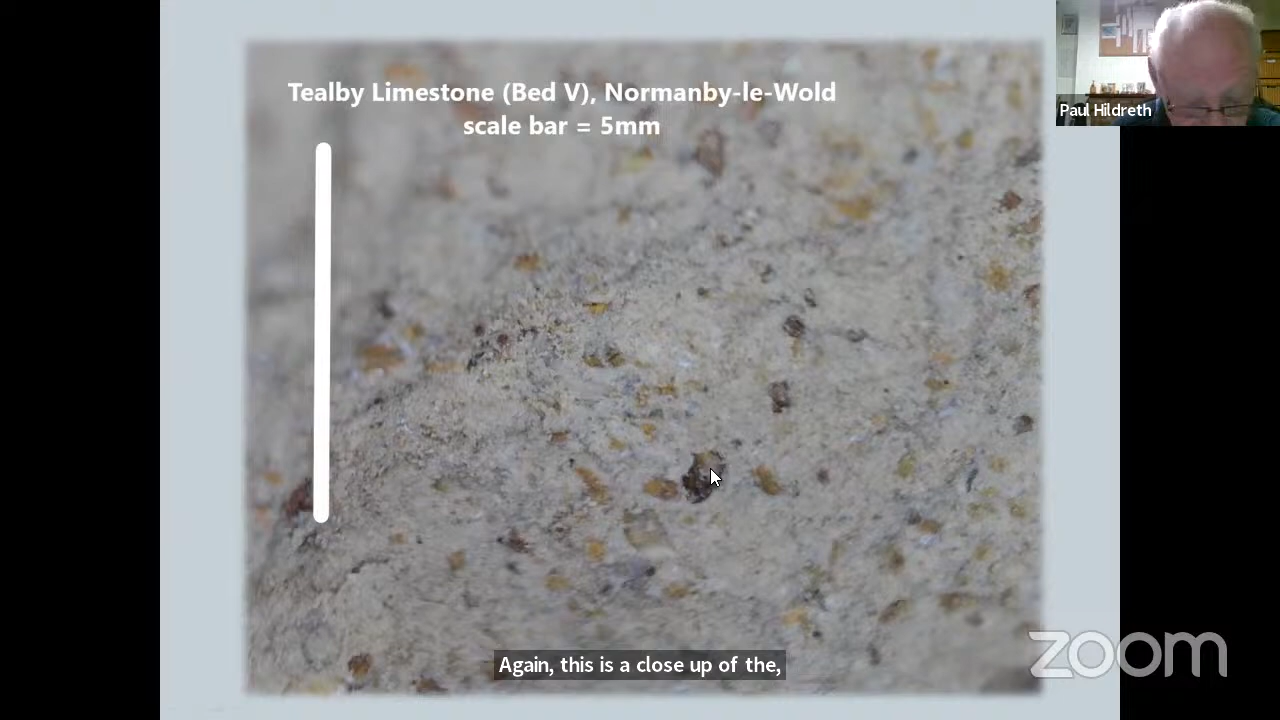 Tealby Limestone (Bed V), Normanby-le-Wold
scale bar = 5mm
Paul Hildreth
Again, this is a close up of the,
zoom